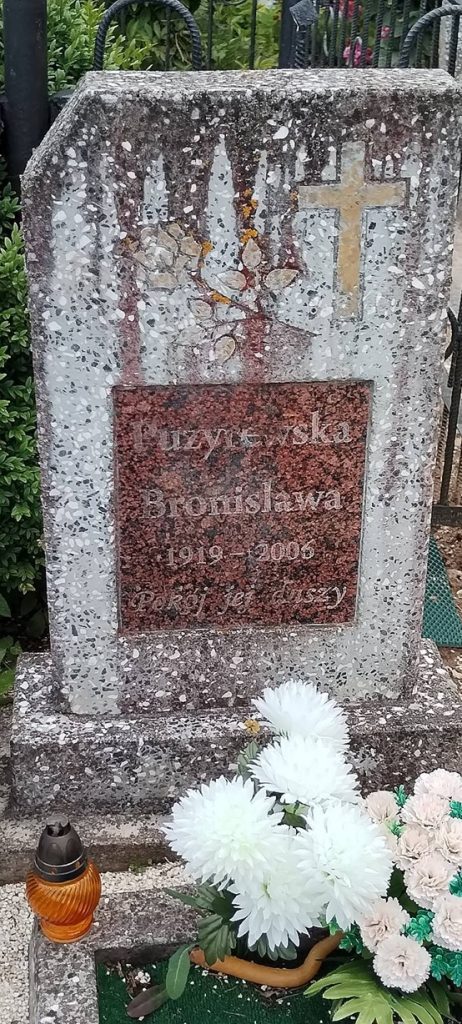 Puzyrewska
Bronisława
1919 - 2006
Pokój jej duszy